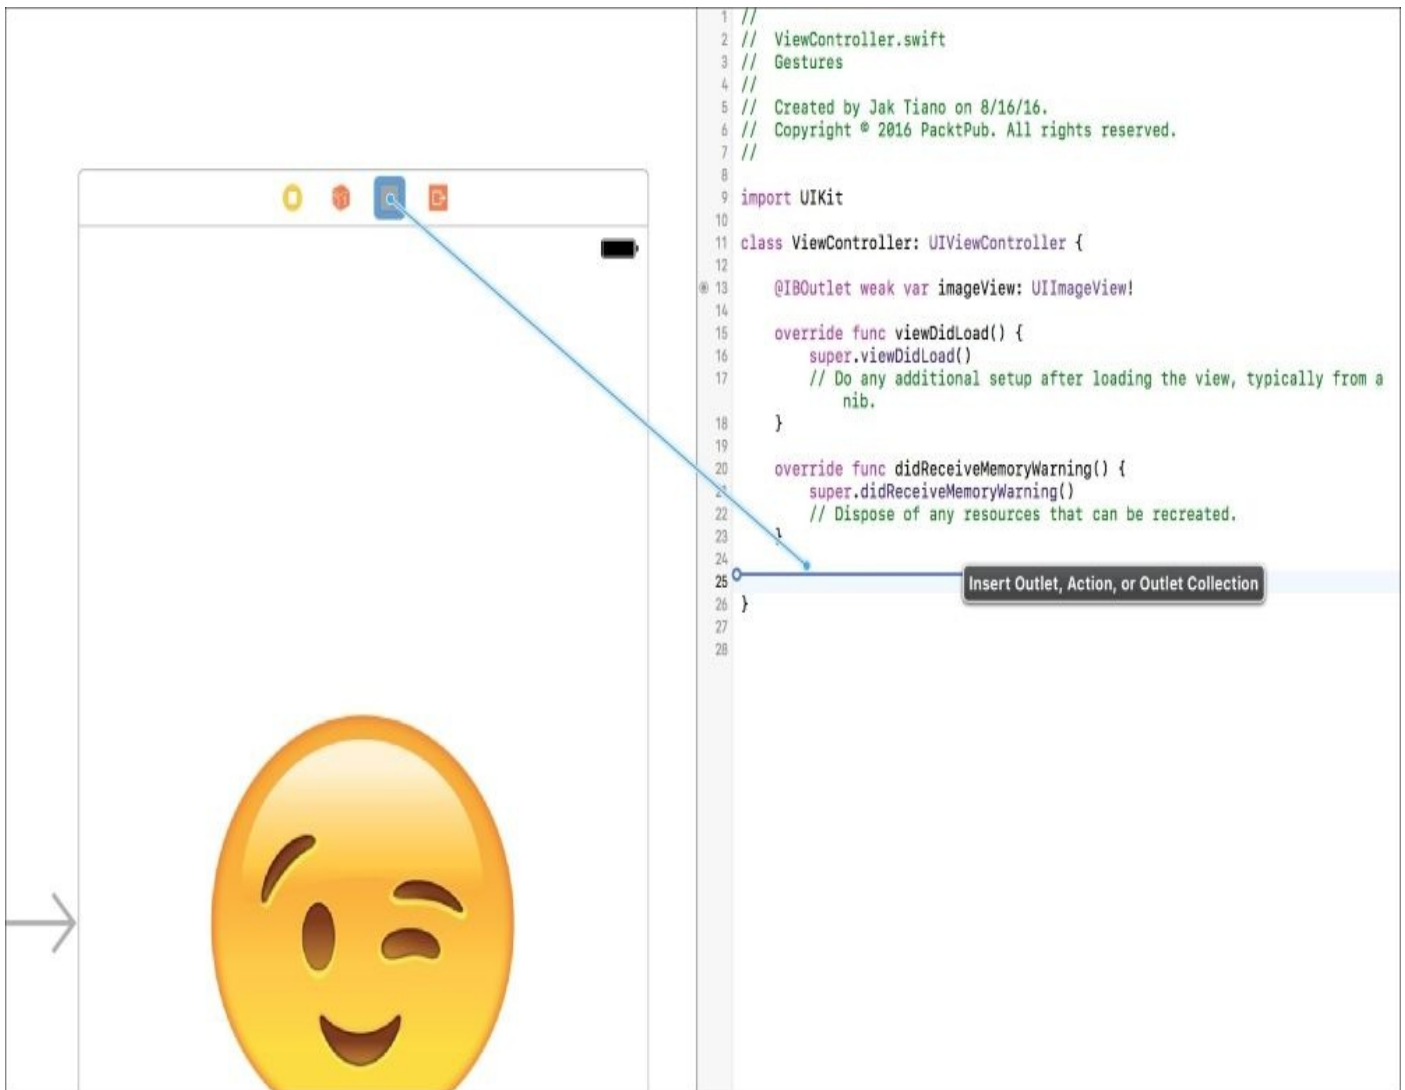 1 //
2 //  ViewController.swift
3 //  Gestures
4 //
5 //  Created by Jak Tiano on 8/16/16.
6 //  Copyright © 2016 PacktPub. All rights reserved.
7 //
8
9 import UIKit
10
11 class ViewController: UIViewController {
12
13     @IBOutlet weak var imageView: UIImageView!
14
15     override func viewDidLoad() {
16         super.viewDidLoad()
17         // Do any additional setup after loading the view, typically from a
nib.
18     }
19
20     override func didReceiveMemoryWarning() {
21         super.didReceiveMemoryWarning()
22         // Dispose of any resources that can be recreated.
23     }
24
25 Insert Outlet, Action, or Outlet Collection
26 }
27
28